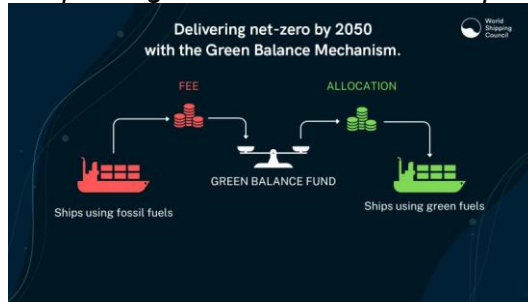 Delivering net-zero by 2050
with the Green Balance Mechanism.
World
Shipping
Council
FEE
ALLOCATION
GREEN BALANCE FUND
Ships using fossil fuels
Ships using green fuels